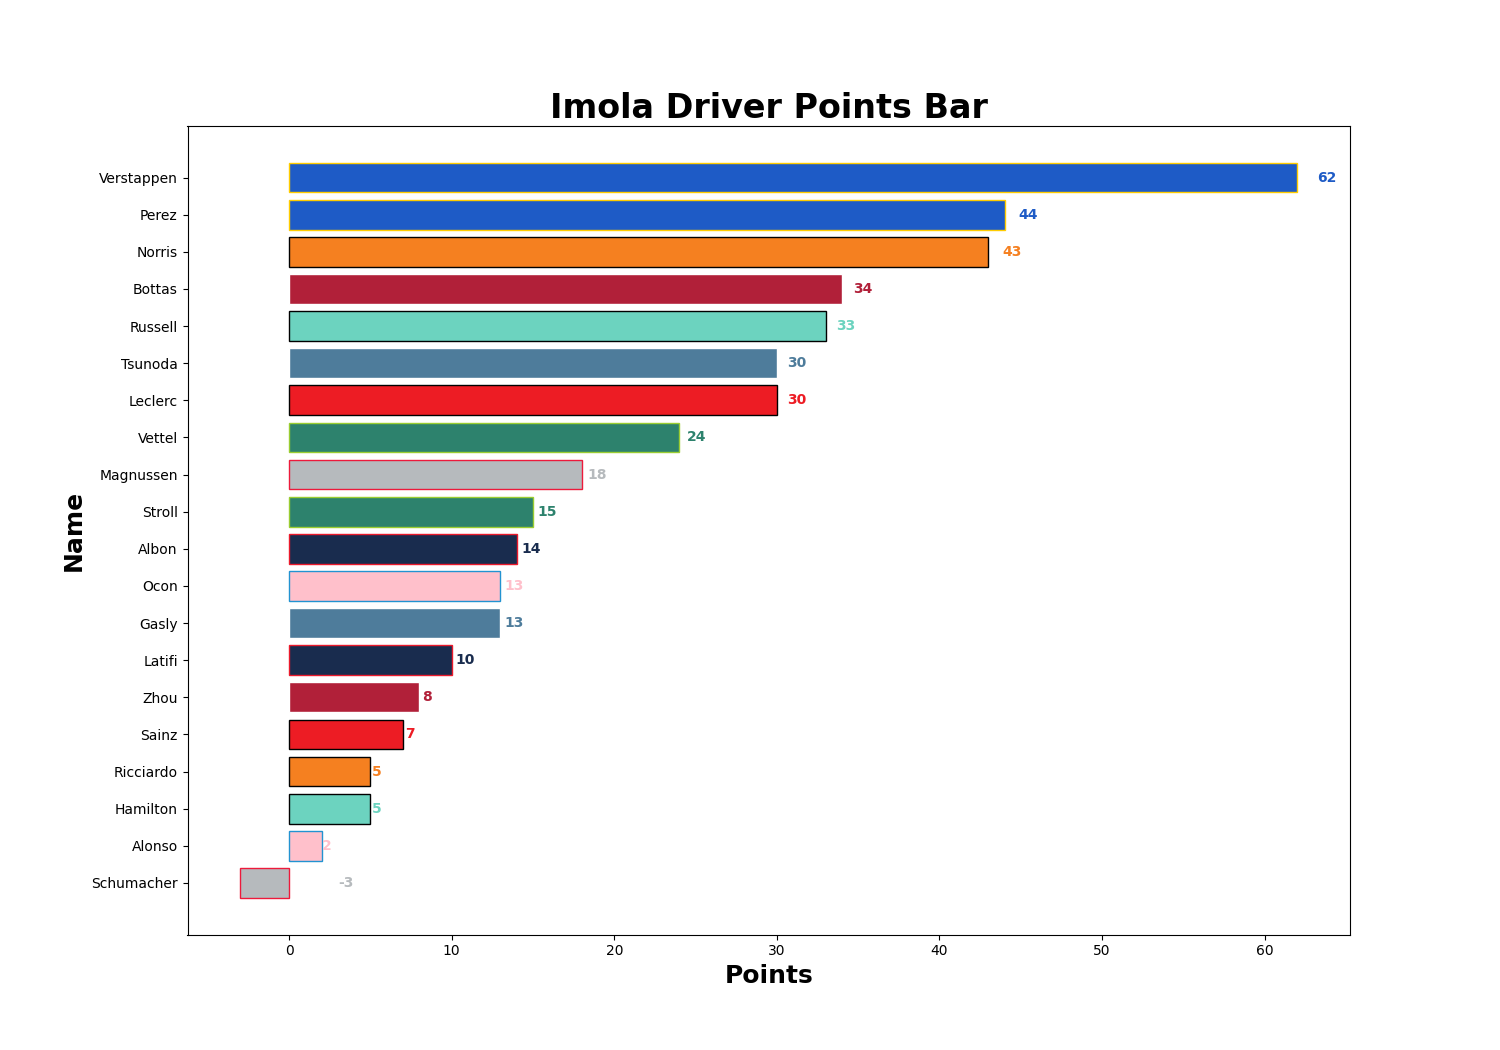 Imola Driver Points Bar
Verstappen 62
Perez 44
Norris 43
Bottas 34
Russell 33
Tsunoda 30
Leclerc 30
Vettel 24
Magnussen 18
Stroll 15
Albon 14
Ocon 13
Gasly 13
Latifi 10
Zhou 8
Sainz 7
Ricciardo 5
Hamilton 5
Alonso 2
Schumacher -3
Name
0 10 20 30 40 50 60
Points